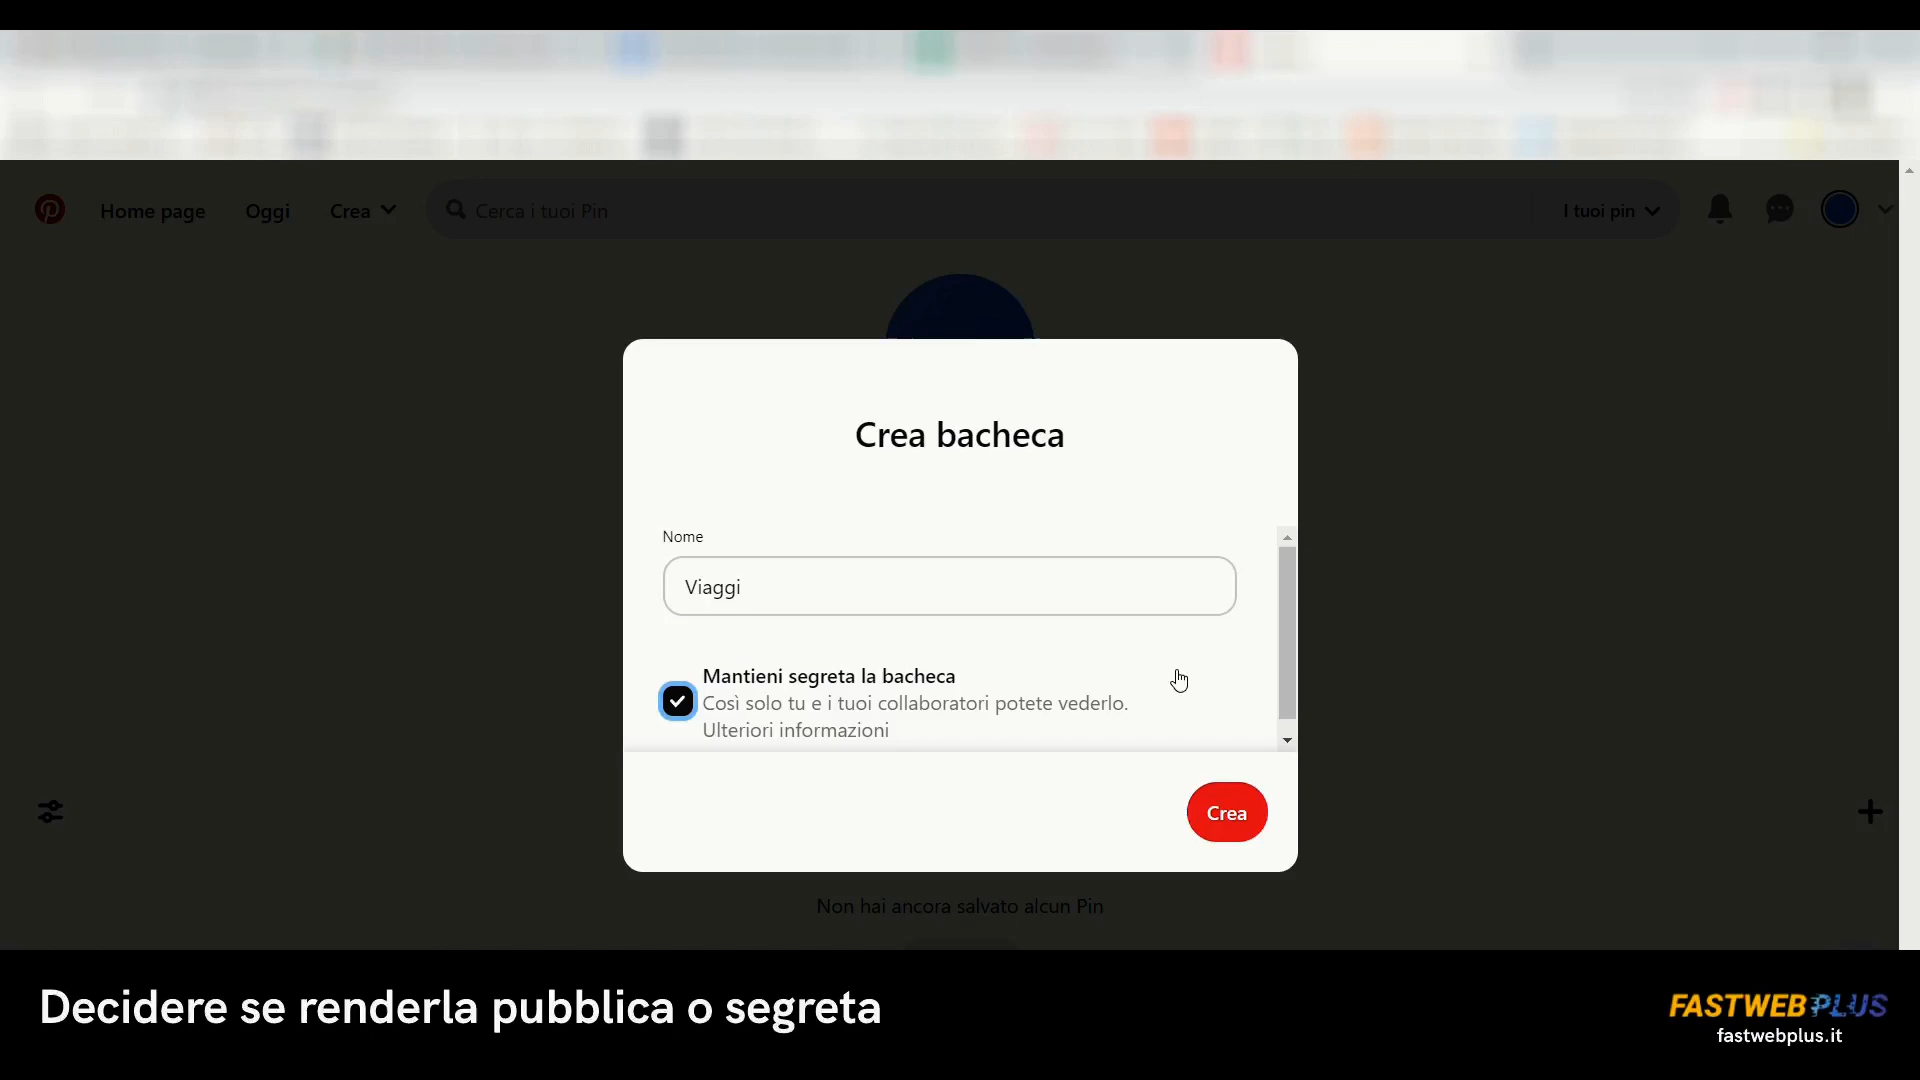 Home page
Oggi
Crea
Cerca i tuoi Pin
I tuoi pin
Crea bacheca
Nome
Viaggi
Mantieni segreta la bacheca
Così solo tu e i tuoi collaboratori potete vederlo.
Ulteriori informazioni
Crea
Non hai ancora salvato alcun Pin
Decidere se renderla pubblica o segreta
FASTWEB PLUS
fastwebplus.it